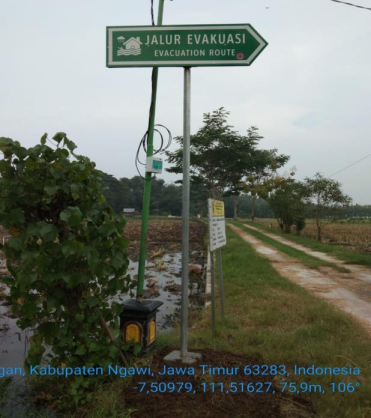 JALUR EVAKUASI
EVACUATION ROUTE
gan, Kabupaten Ngawi, Jawa Timur 63283, Indonesia
-7,50979, 111,51627, 75,9m, 106°